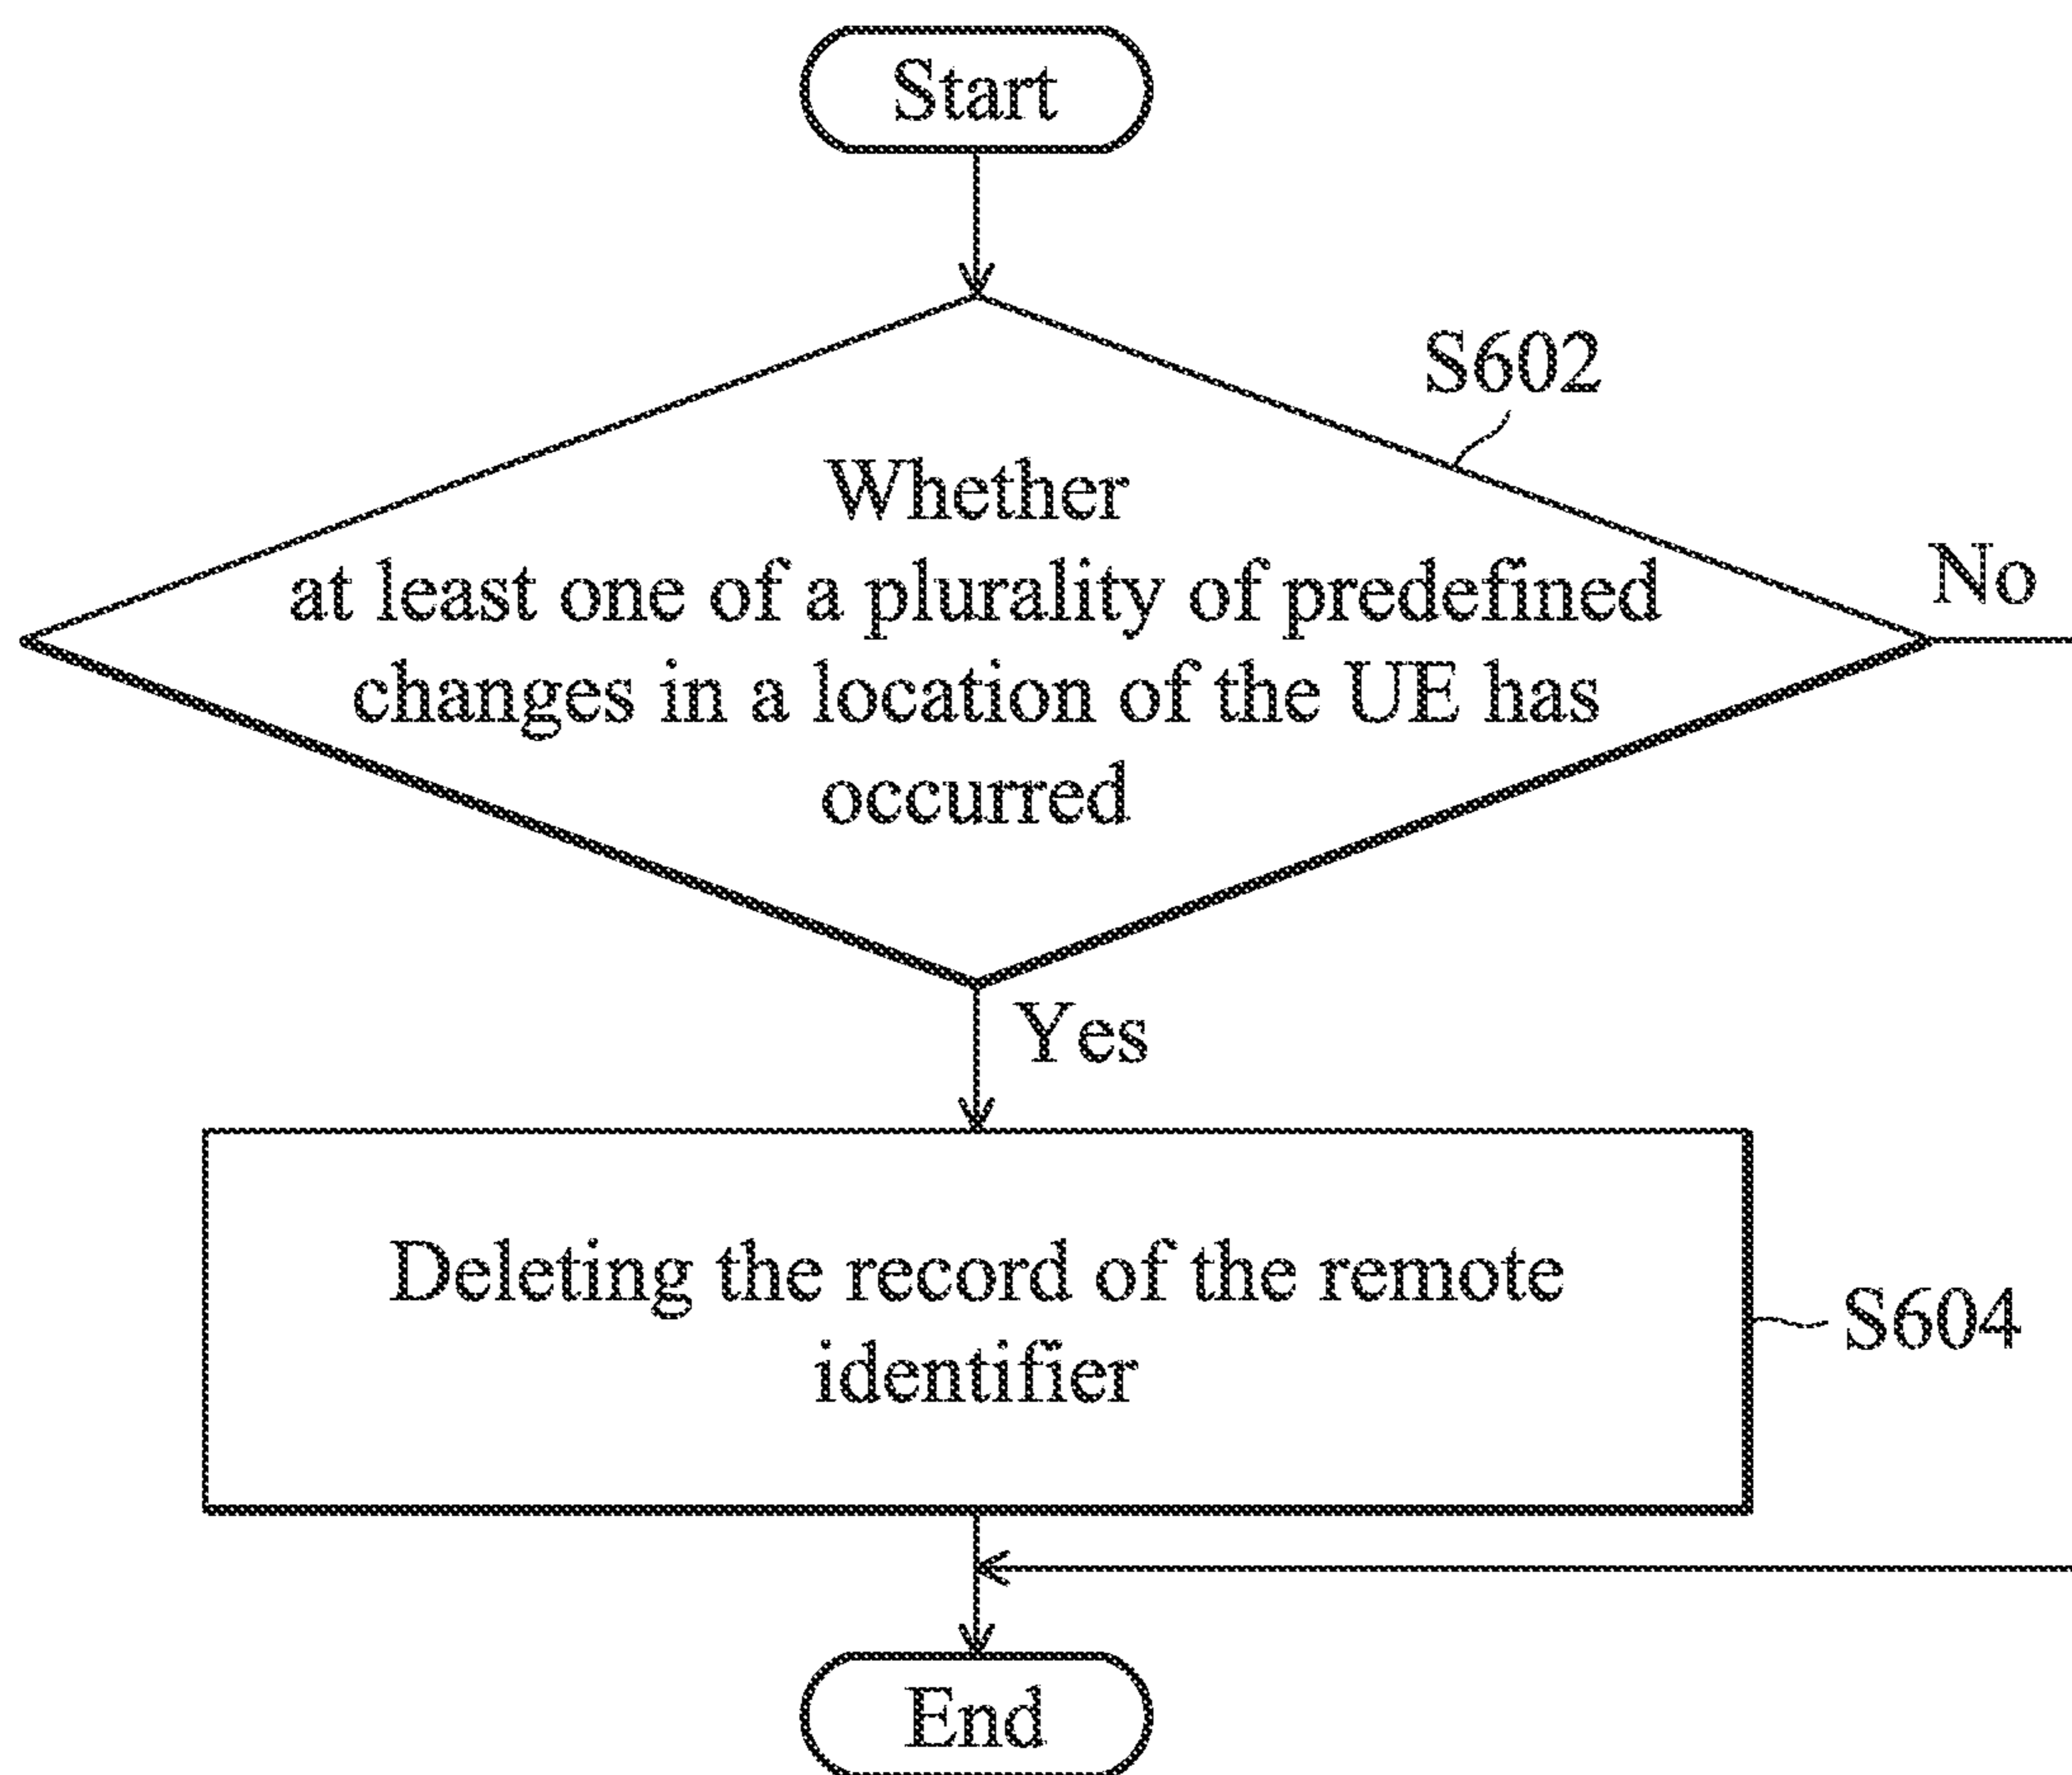 Start
S602
Whether
at least one of a plurality of predefined
changes in a location of the UE has
occurred
No
Yes
Deleting the record of the remote
identifier
S604
End